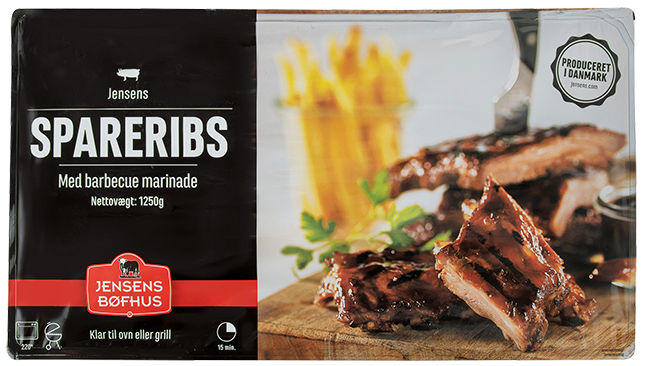 Jensens
SPARERIBS
Med barbecue marinade
Nettovægt: 1250g
JENSENS
BØFHUS
220°
Klar til ovn eller grill
15 min.
PRODUCERET
I DANMARK
jensens.com